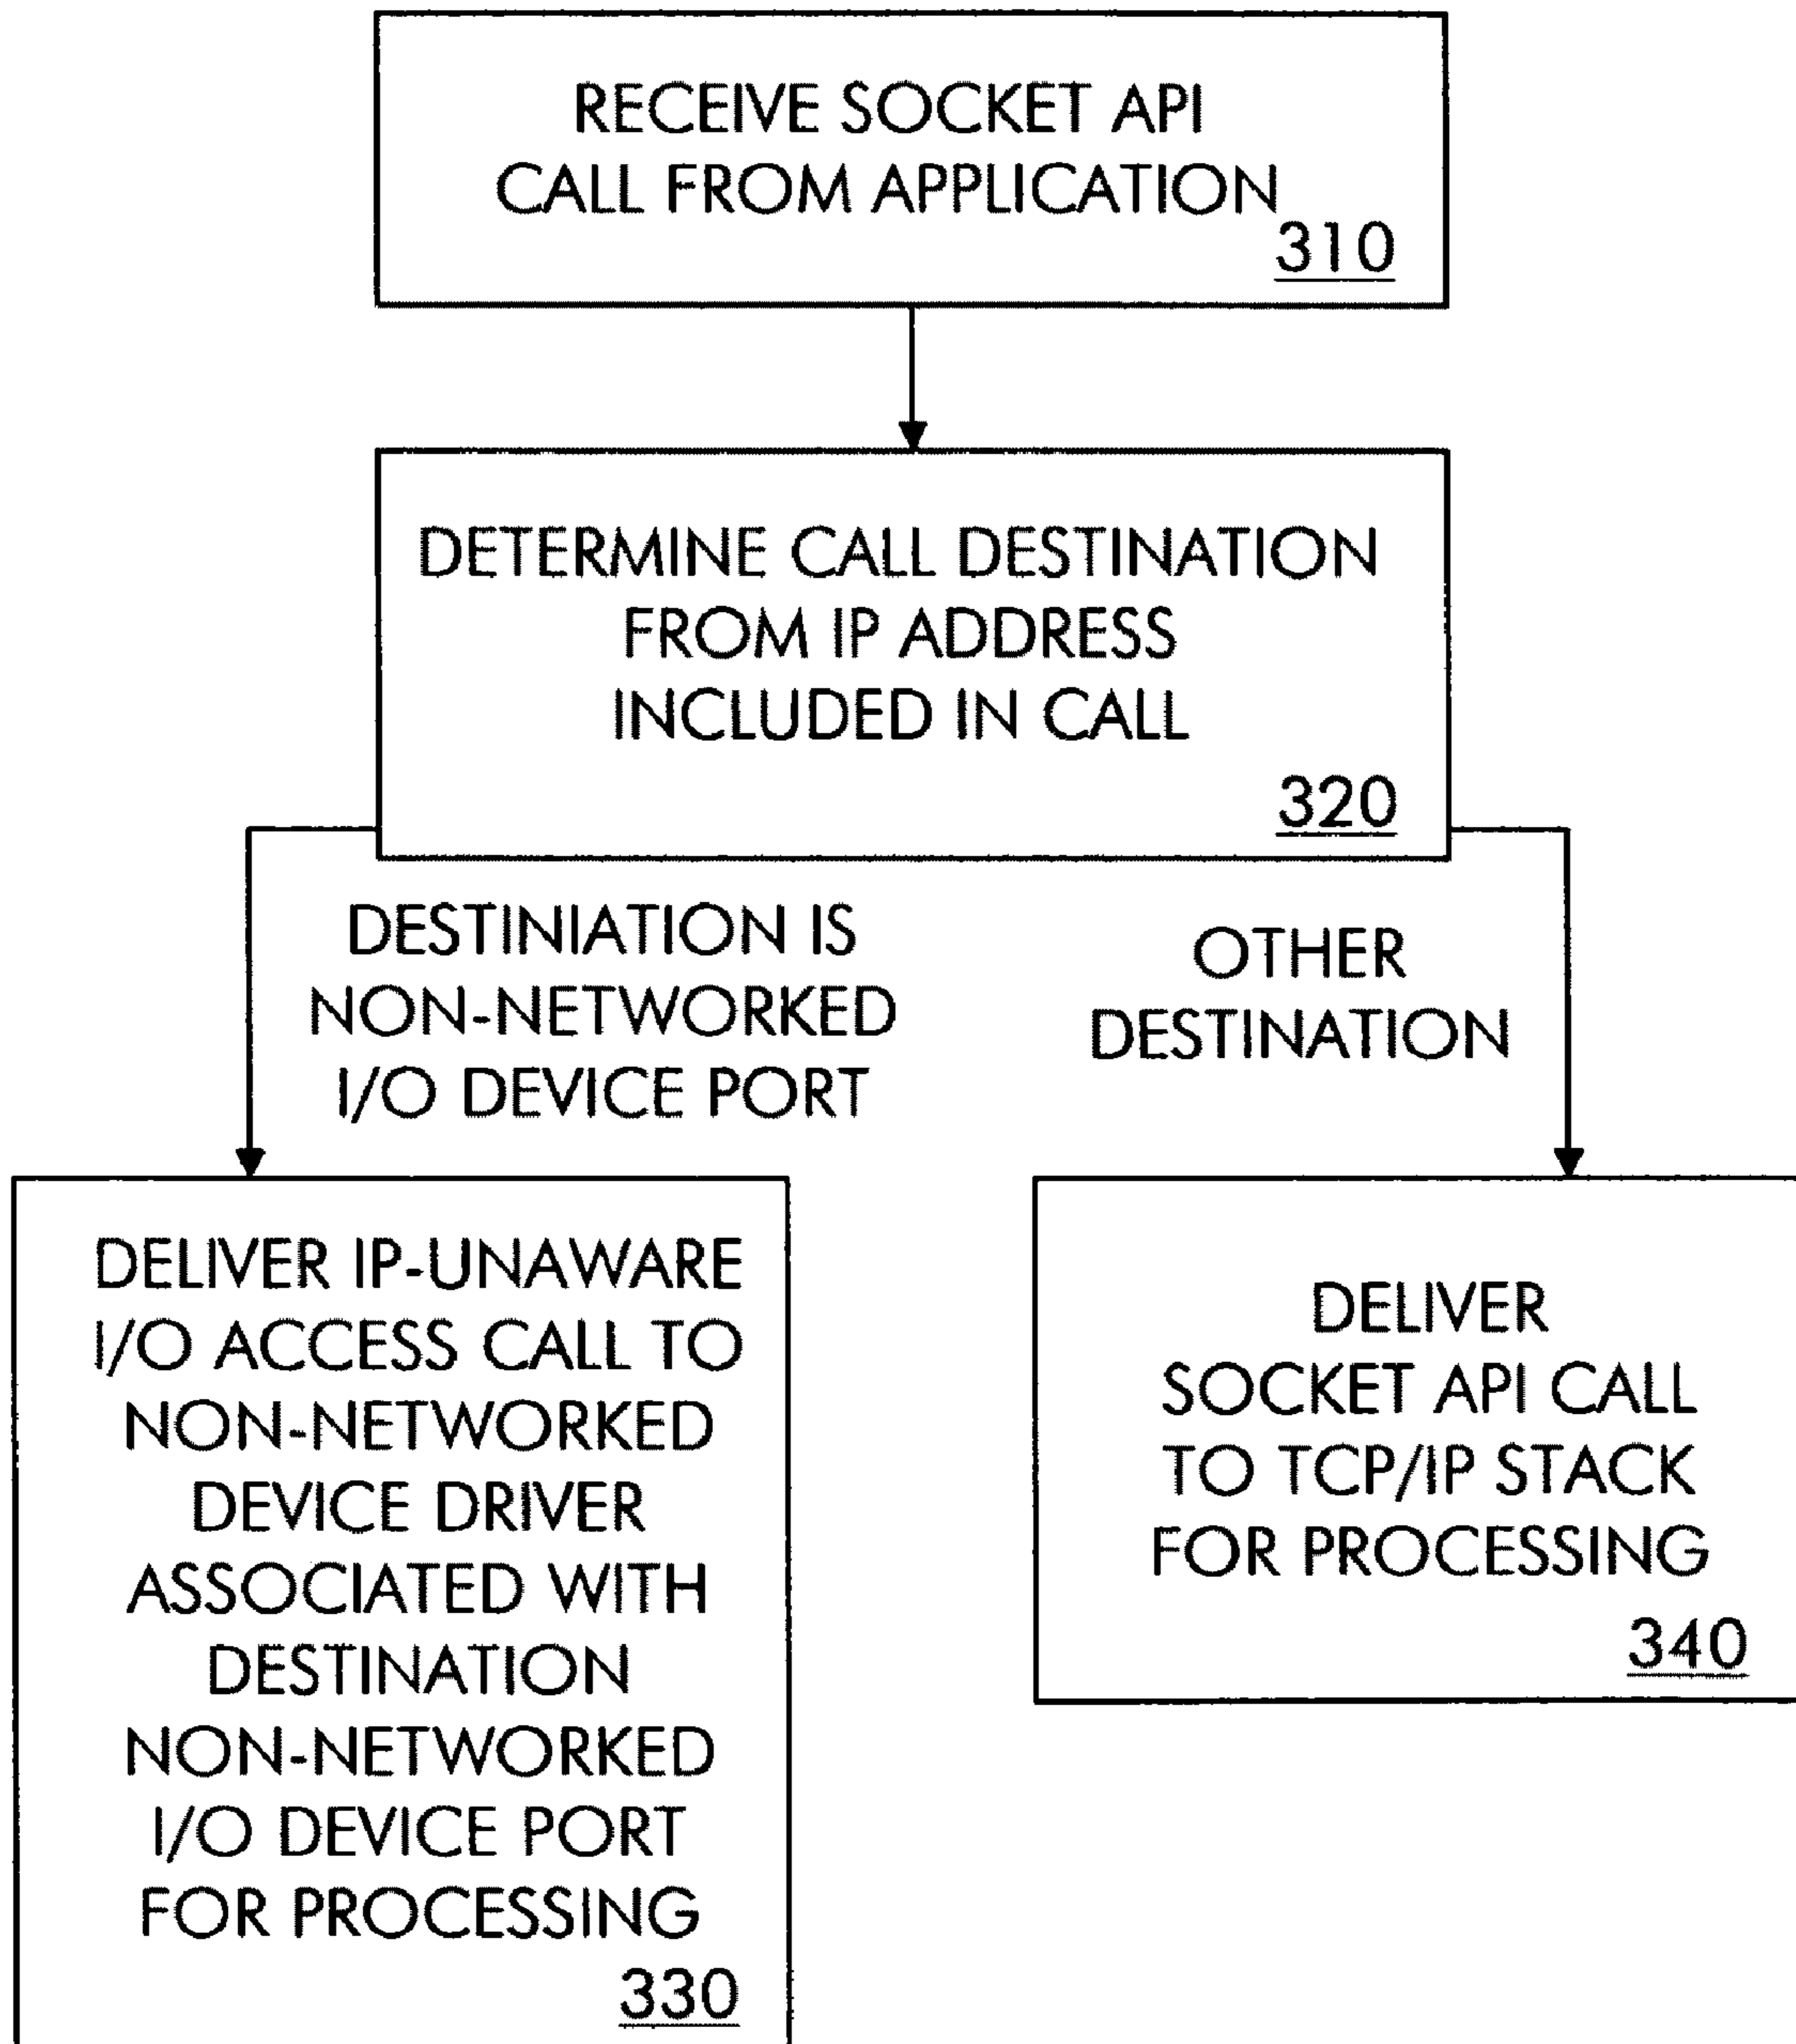 RECEIVE SOCKET API
CALL FROM APPLICATION
310
DETERMINE CALL DESTINATION
FROM IP ADDRESS
INCLUDED IN CALL
320
DESTINIATION IS
NON-NETWORKED
I/O DEVICE PORT
OTHER
DESTINATION
DELIVER IP-UNAWARE
I/O ACCESS CALL TO
NON-NETWORKED
DEVICE DRIVER
ASSOCIATED WITH
DESTINATION
NON-NETWORKED
I/O DEVICE PORT
FOR PROCESSING
330
DELIVER
SOCKET API CALL
TO TCP/IP STACK
FOR PROCESSING
340